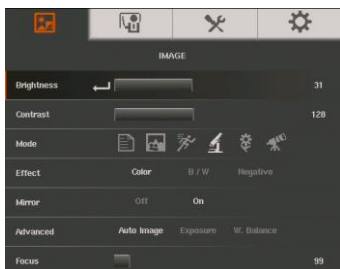 IMAGE
Brightness 31
Contrast 128
Mode
Effect Color B / W Negative
Mirror Off On
Advanced Auto Image Exposure W. Balance
Focus 99